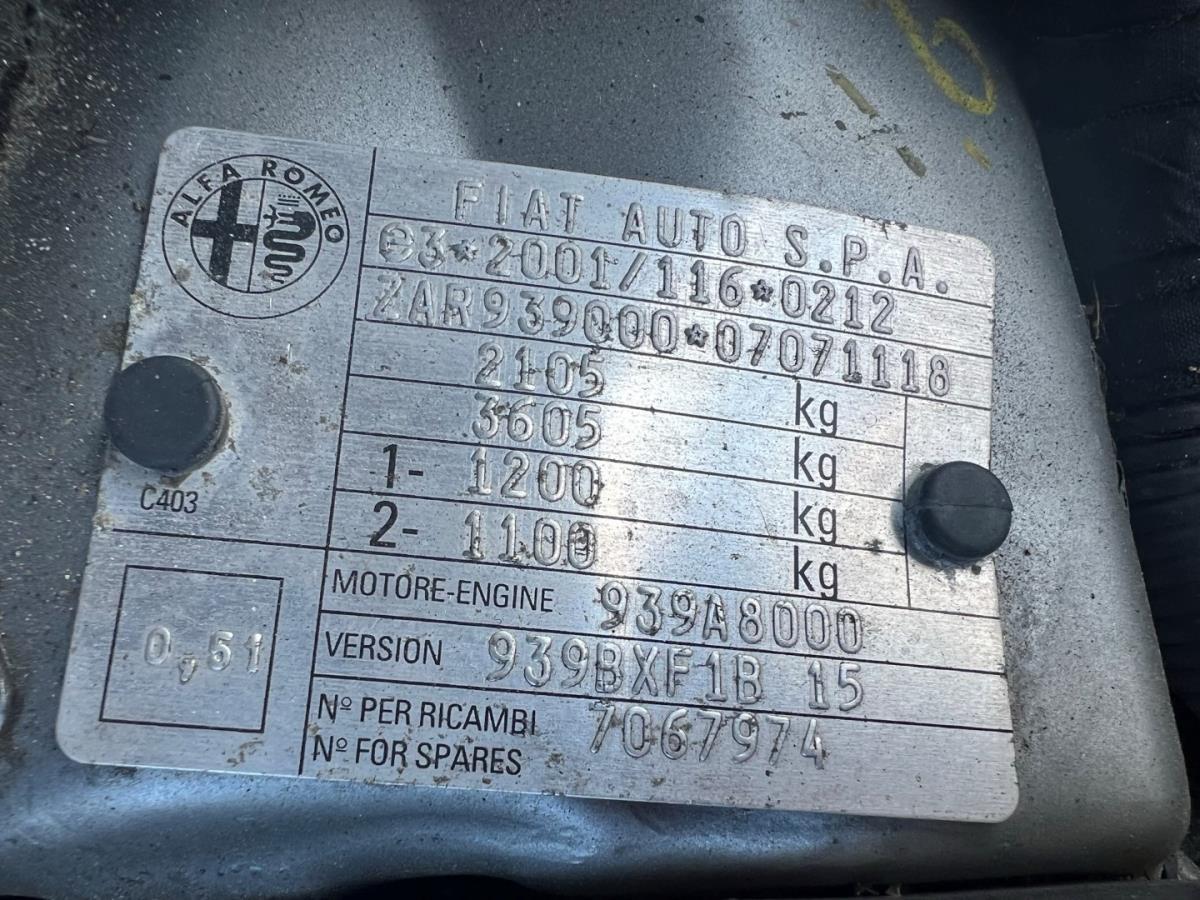 ALFA ROMEO
FIAT AUTO S.P.A.
e3*2001/116*0212
ZAR939000*07071118
2105 kg
3605 kg
1- 1200 kg
2- 1100 kg
C403
MOTORE-ENGINE 939A8000
0,51
VERSION 939BXF1B 15
Nº PER RICAMBI 7067974
Nº FOR SPARES